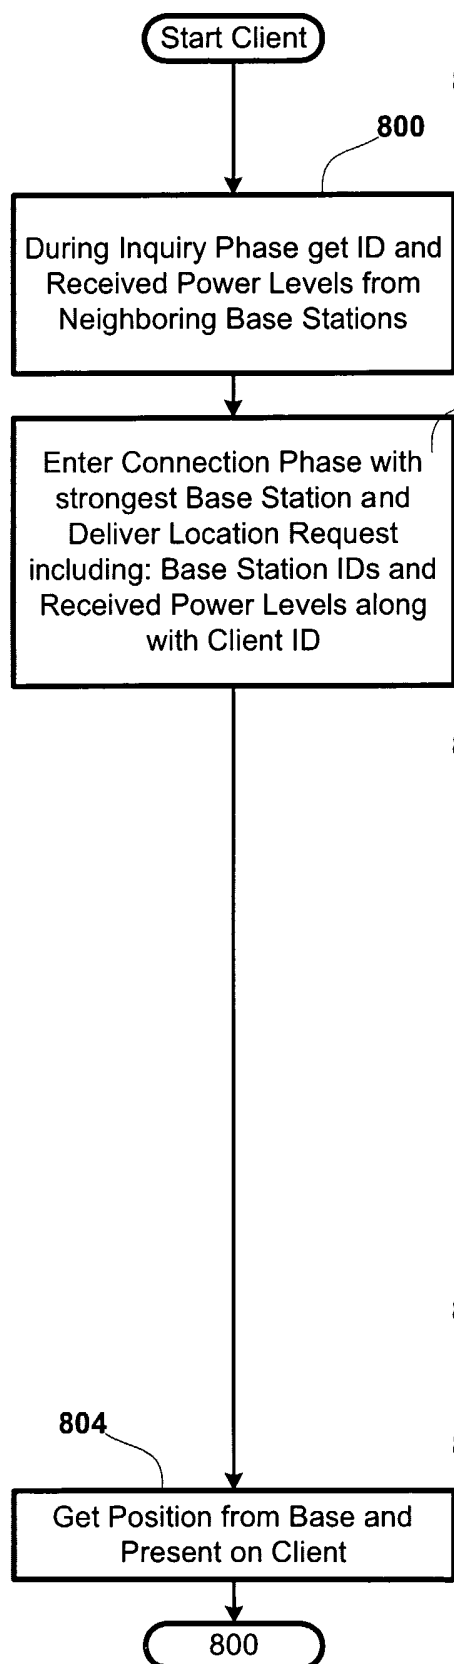 Start Client
800
During Inquiry Phase get ID and
Received Power Levels from
Neighboring Base Stations
Enter Connection Phase with
strongest Base Station and
Deliver Location Request
including: Base Station IDs and
Received Power Levels along
with Client ID
804
Get Position from Base and
Present on Client
800